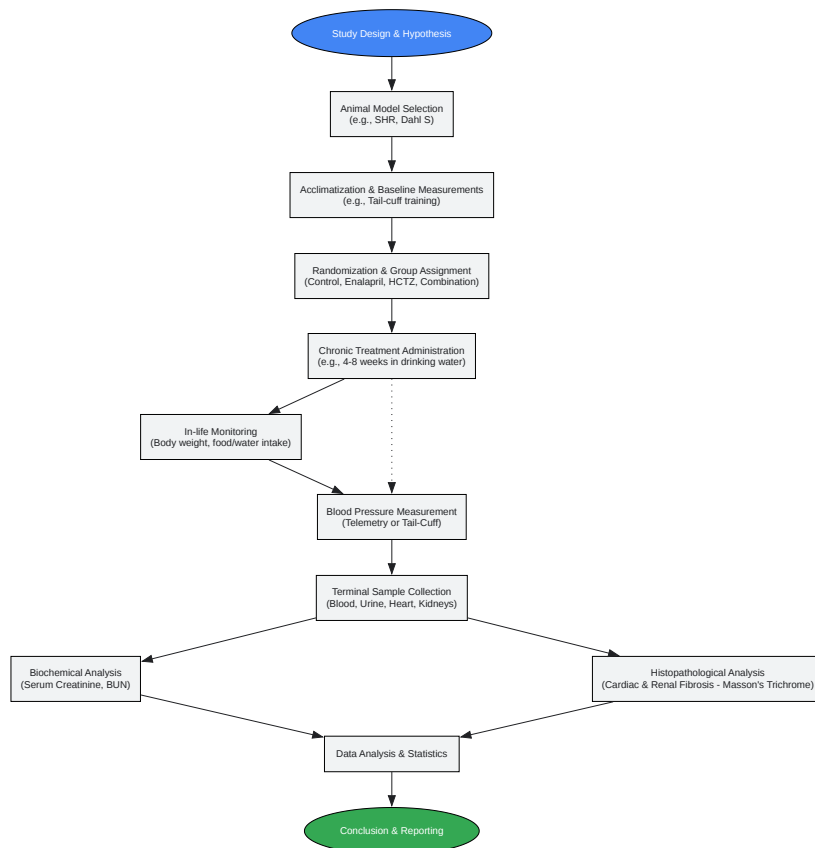 Study Design & Hypothesis
Animal Model Selection
(e.g., SHR, Dahl S)
Acclimatization & Baseline Measurements
(e.g., Tail-cuff training)
Randomization & Group Assignment
(Control, Enalapril, HCTZ, Combination)
Chronic Treatment Administration
(e.g., 4-8 weeks in drinking water)
In-life Monitoring
(Body weight, food/water intake)
Blood Pressure Measurement
(Telemetry or Tail-Cuff)
Terminal Sample Collection
(Blood, Urine, Heart, Kidneys)
Biochemical Analysis
(Serum Creatinine, BUN)
Histopathological Analysis
(Cardiac & Renal Fibrosis - Masson's Trichrome)
Data Analysis & Statistics
Conclusion & Reporting